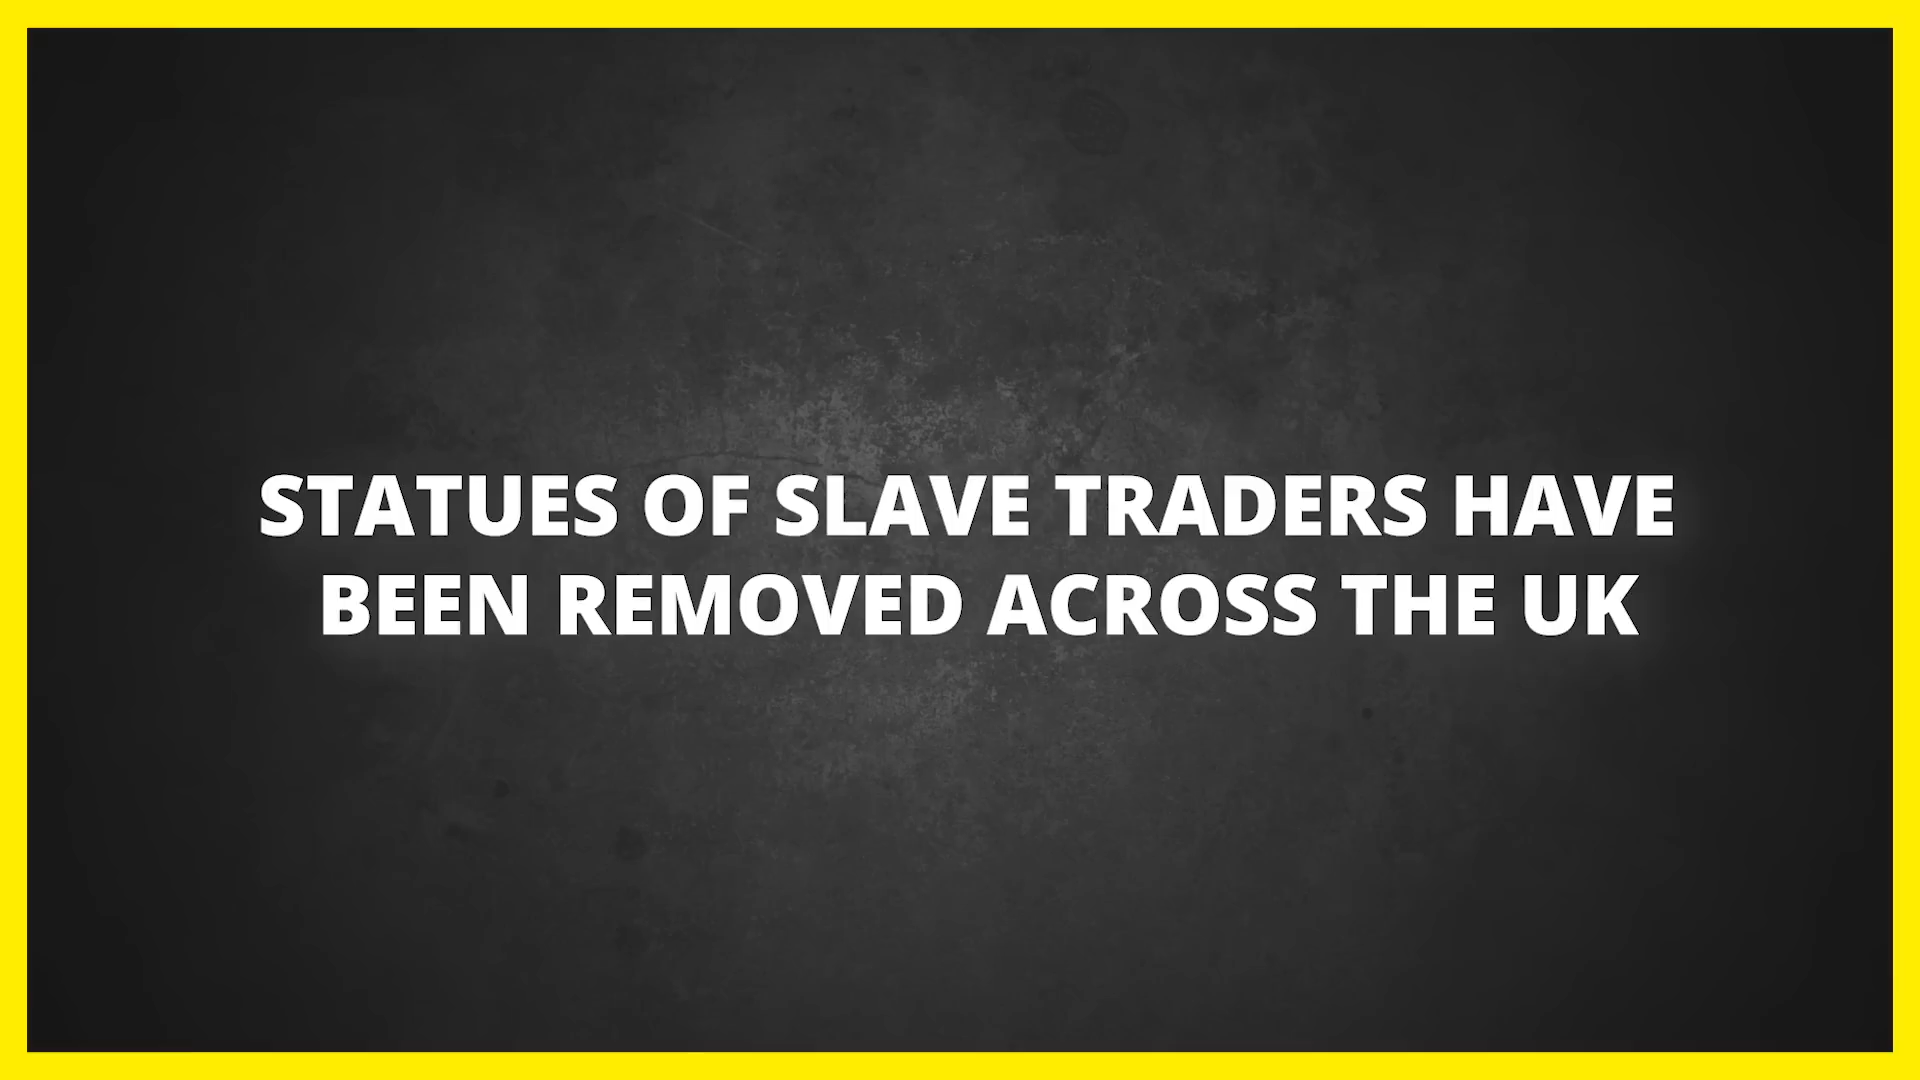 STATUES OF SLAVE TRADERS HAVE
BEEN REMOVED ACROSS THE UK